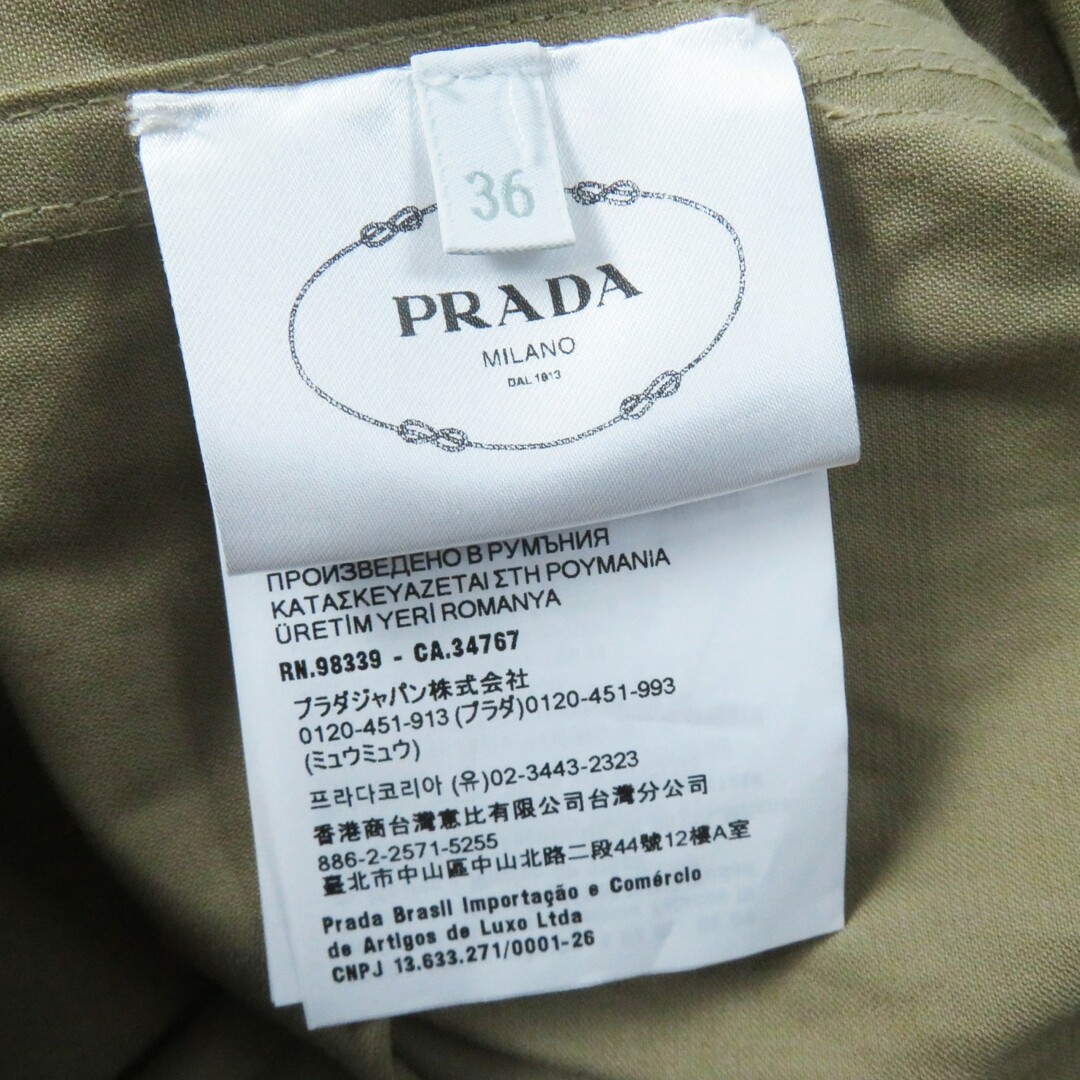 36
PRADA
MILANO
DAL 1913
ПРОИЗВЕДЕНО В РУМЪНИЯ
ΚΑΤΑΣΚΕΥΑΖΕΤΑΙ ΣΤΗ ΡΟΥΜΑΝΙΑ
ÜRETİM YERİ ROMANYA
RN.98339 - CA.34767
プラダジャパン株式会社
0120-451-913 (プラダ)0120-451-993
(ミュウミュウ)
프라다코리아 (유)02-3443-2323
香港商台灣惠比有限公司台灣分公司
886-2-2571-5255
臺北市中山區中山北路二段44號12樓A室
Prada Brasil Importação e Comércio
de Artigos de Luxo Ltda
CNPJ 13.633.271/0001-26